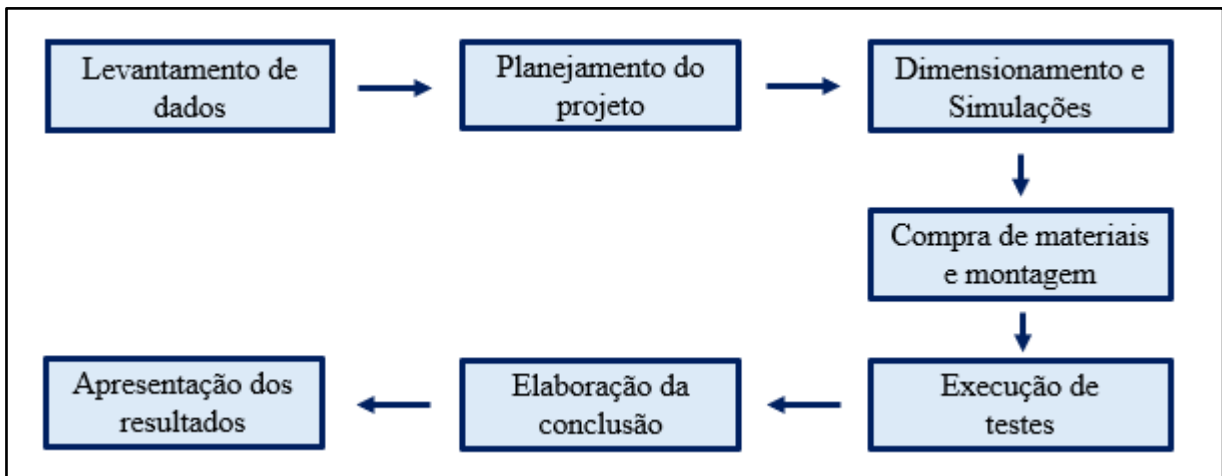 Levantamento de
dados
Planejamento do
projeto
Dimensionamento e
Simulações
Compra de materiais
e montagem
Execução de
testes
Elaboração da
conclusão
Apresentação dos
resultados